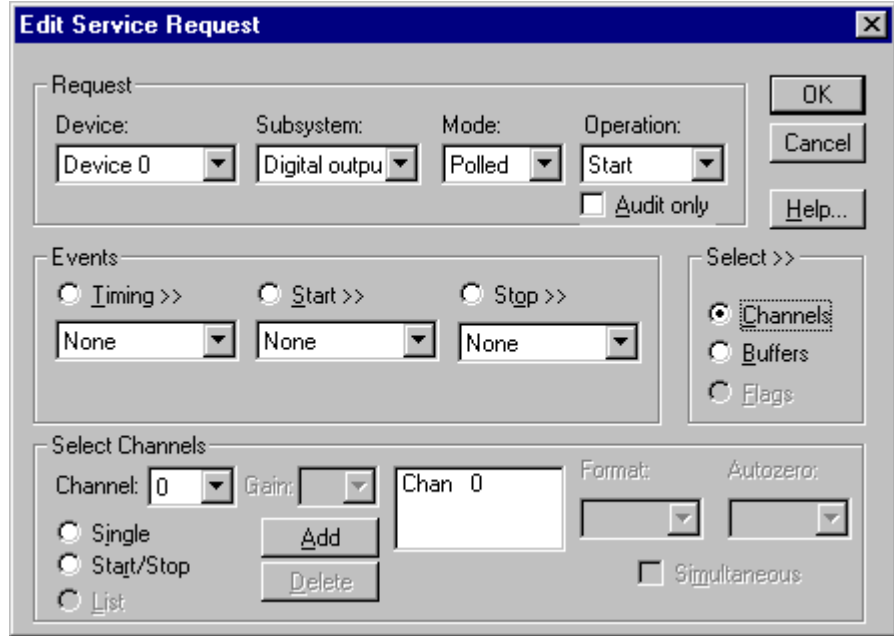 Edit Service Request
Request
Device: Subsystem: Mode: Operation:
Device 0 Digital outpu Polled Start
Audit only
OK
Cancel
Help...
Events
Timing >> Start >> Stop >>
None None None
Select >>
Channels
Buffers
Flags
Select Channels
Channel: 0 Gain: Chan 0 Format: Autozero:
Single Add
Start/Stop Delete Simultaneous
List